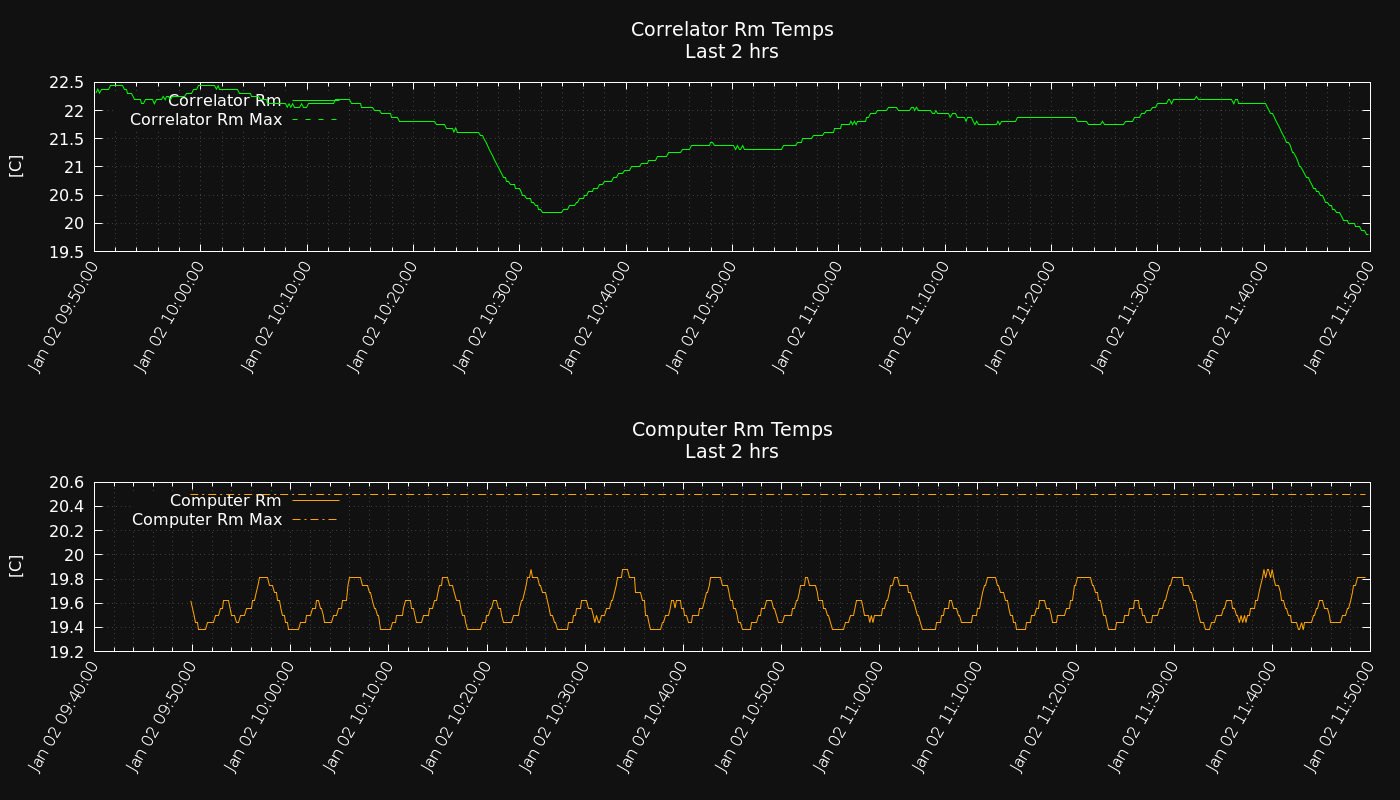 Correlator Rm Temps
Last 2 hrs
22.5
22
21.5
21
20.5
20
19.5
[C]
Correlator Rm
Correlator Rm Max
Jan 02 09:50:00
Jan 02 10:00:00
Jan 02 10:10:00
Jan 02 10:20:00
Jan 02 10:30:00
Jan 02 10:40:00
Jan 02 10:50:00
Jan 02 11:00:00
Jan 02 11:10:00
Jan 02 11:20:00
Jan 02 11:30:00
Jan 02 11:40:00
Jan 02 11:50:00
Computer Rm Temps
Last 2 hrs
20.6
20.4
20.2
20
19.8
19.6
19.4
19.2
[C]
Computer Rm
Computer Rm Max
Jan 02 09:40:00
Jan 02 09:50:00
Jan 02 10:00:00
Jan 02 10:10:00
Jan 02 10:20:00
Jan 02 10:30:00
Jan 02 10:40:00
Jan 02 10:50:00
Jan 02 11:00:00
Jan 02 11:10:00
Jan 02 11:20:00
Jan 02 11:30:00
Jan 02 11:40:00
Jan 02 11:50:00